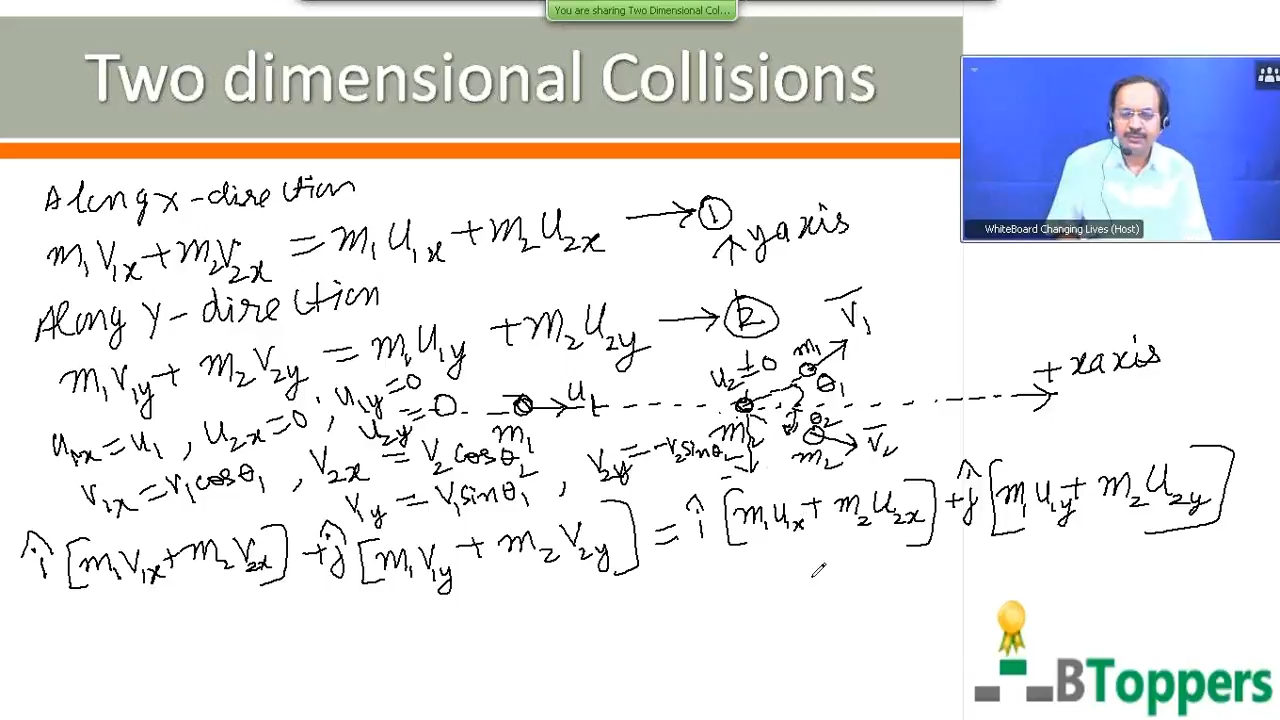 You are sharing Two Dimensional Col...
Two dimensional Collisions
WhiteBoard Changing Lives (Host)
Along x-direction
m₁V₁ₓ + m₂V₂ₓ = m₁U₁ₓ + m₂U₂ₓ → ①
↑ y axis
Along Y-direction
m₁V₁y + m₂V₂y = m₁U₁y + m₂U₂y → ②
V̅₁
m₁
U₂ = 0
θ₁
+ x axis
u₁ₓ = u₁, U₂ₓ = 0, U₁y = 0
U₂y = 0
m₁
U₁
m₂
θ₂
m₂
V̅₂
V₁ₓ = V₁cosθ₁, V₂ₓ = V₂cosθ₂
V₁y = V₁sinθ₁, V₂y = -V₂sinθ₂
î [m₁V₁ₓ + m₂V₂ₓ] + ĵ [m₁V₁y + m₂V₂y] = î [m₁U₁ₓ + m₂U₂ₓ] + ĵ [m₁U₁y + m₂U₂y]
BToppers